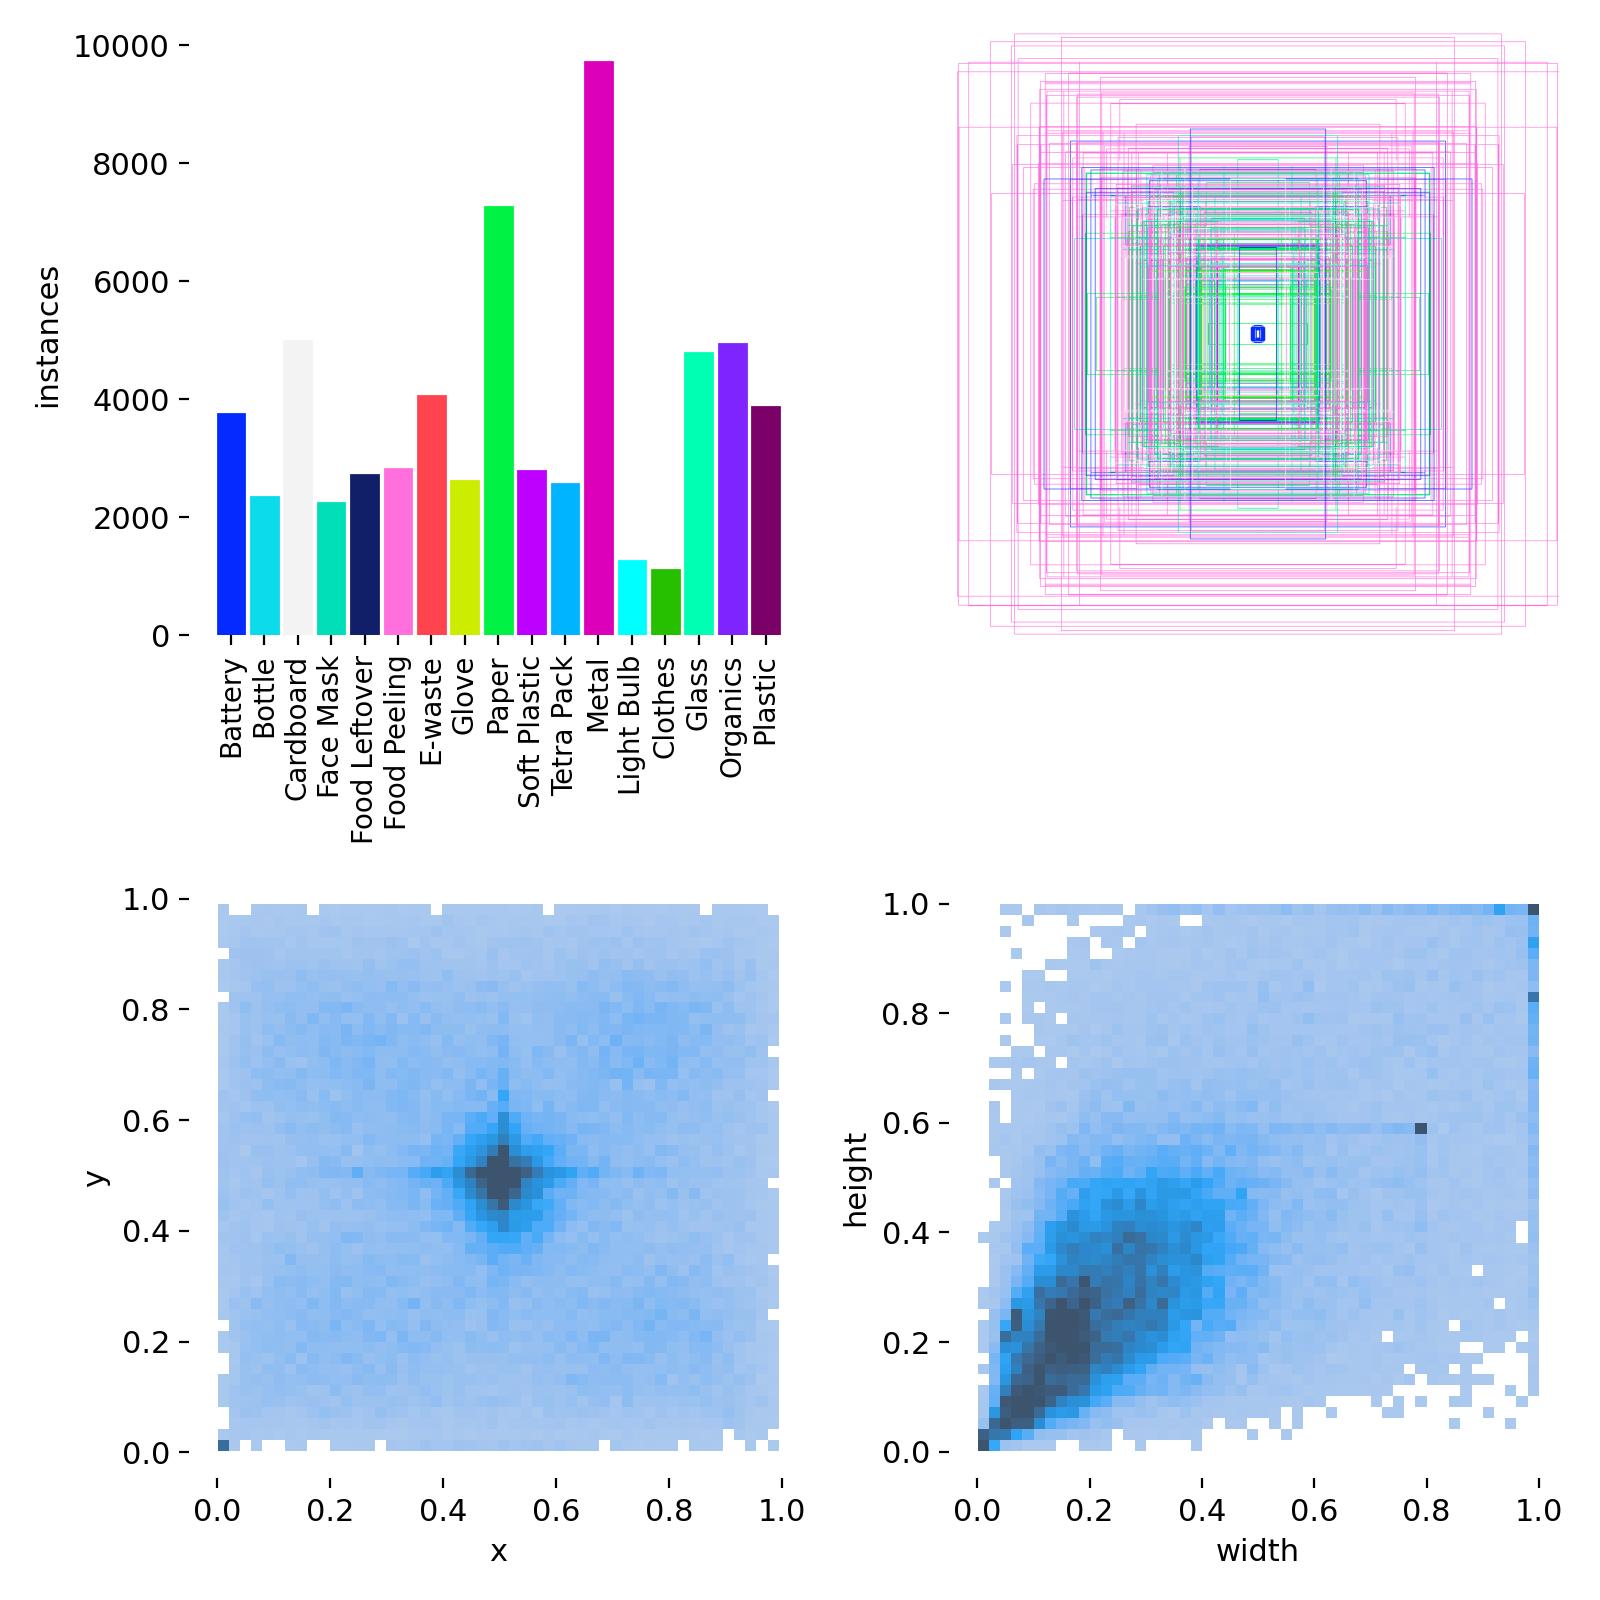 10000
8000
6000
4000
2000
0
instances
Battery
Bottle
Cardboard
Face Mask
Food Leftover
Food Peeling
E-waste
Glove
Paper
Soft Plastic
Tetra Pack
Metal
Light Bulb
Clothes
Glass
Organics
Plastic
1.0
0.8
0.6
0.4
0.2
0.0
y
0.0 0.2 0.4 0.6 0.8 1.0
x
1.0
0.8
0.6
0.4
0.2
0.0
height
0.0 0.2 0.4 0.6 0.8 1.0
width